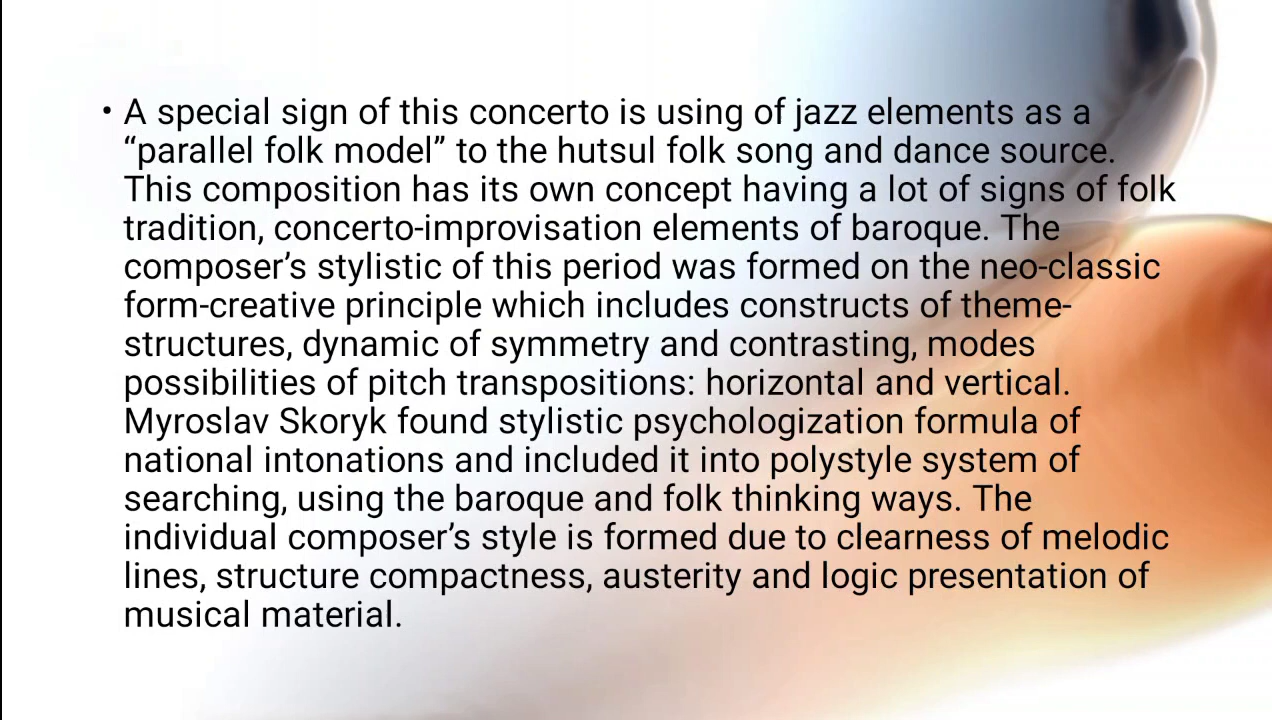 • A special sign of this concerto is using of jazz elements as a
“parallel folk model” to the hutsul folk song and dance source.
This composition has its own concept having a lot of signs of folk
tradition, concerto-improvisation elements of baroque. The
composer’s stylistic of this period was formed on the neo-classic
form-creative principle which includes constructs of theme-
structures, dynamic of symmetry and contrasting, modes
possibilities of pitch transpositions: horizontal and vertical.
Myroslav Skoryk found stylistic psychologization formula of
national intonations and included it into polystyle system of
searching, using the baroque and folk thinking ways. The
individual composer’s style is formed due to clearness of melodic
lines, structure compactness, austerity and logic presentation of
musical material.